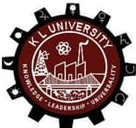 K L UNIVERSITY
KNOWLEDGE · LEADERSHIP · UNIVERSALITY